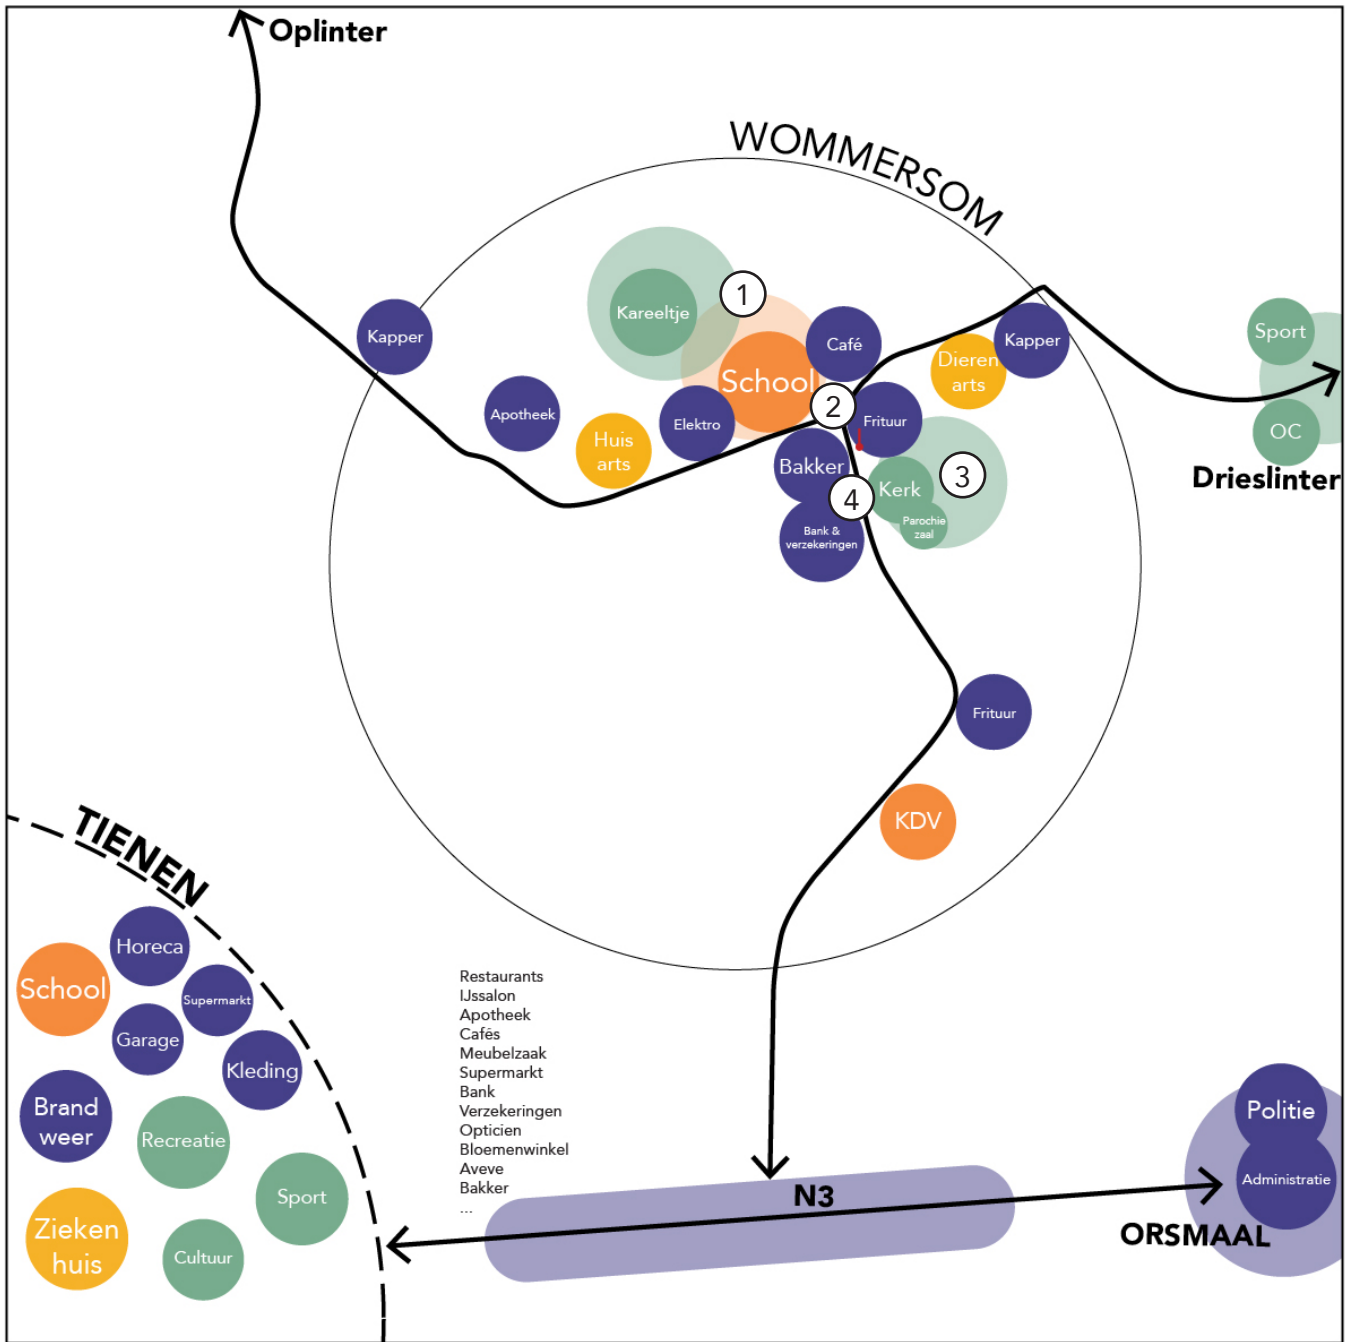 Oplinter
WOMMERSOM
Kareeltje
1
Sport
Kapper
Café
Kapper
Dieren
arts
School
2
Apotheek
Elektro
Frituur
OC
Huis
arts
Bakker
3
Drieslinter
4
Kerk
Parochie
zaal
Bank &
verzekeringen
Frituur
KDV
TIENEN
Horeca
School
Supermarkt
Garage
Kleding
Brand
weer
Recreatie
Sport
Zieken
huis
Cultuur
Restaurants
IJssalon
Apotheek
Cafés
Meubelzaak
Supermarkt
Bank
Verzekeringen
Opticien
Bloemenwinkel
Aveve
Bakker
...
N3
Politie
Administratie
ORSMAAL